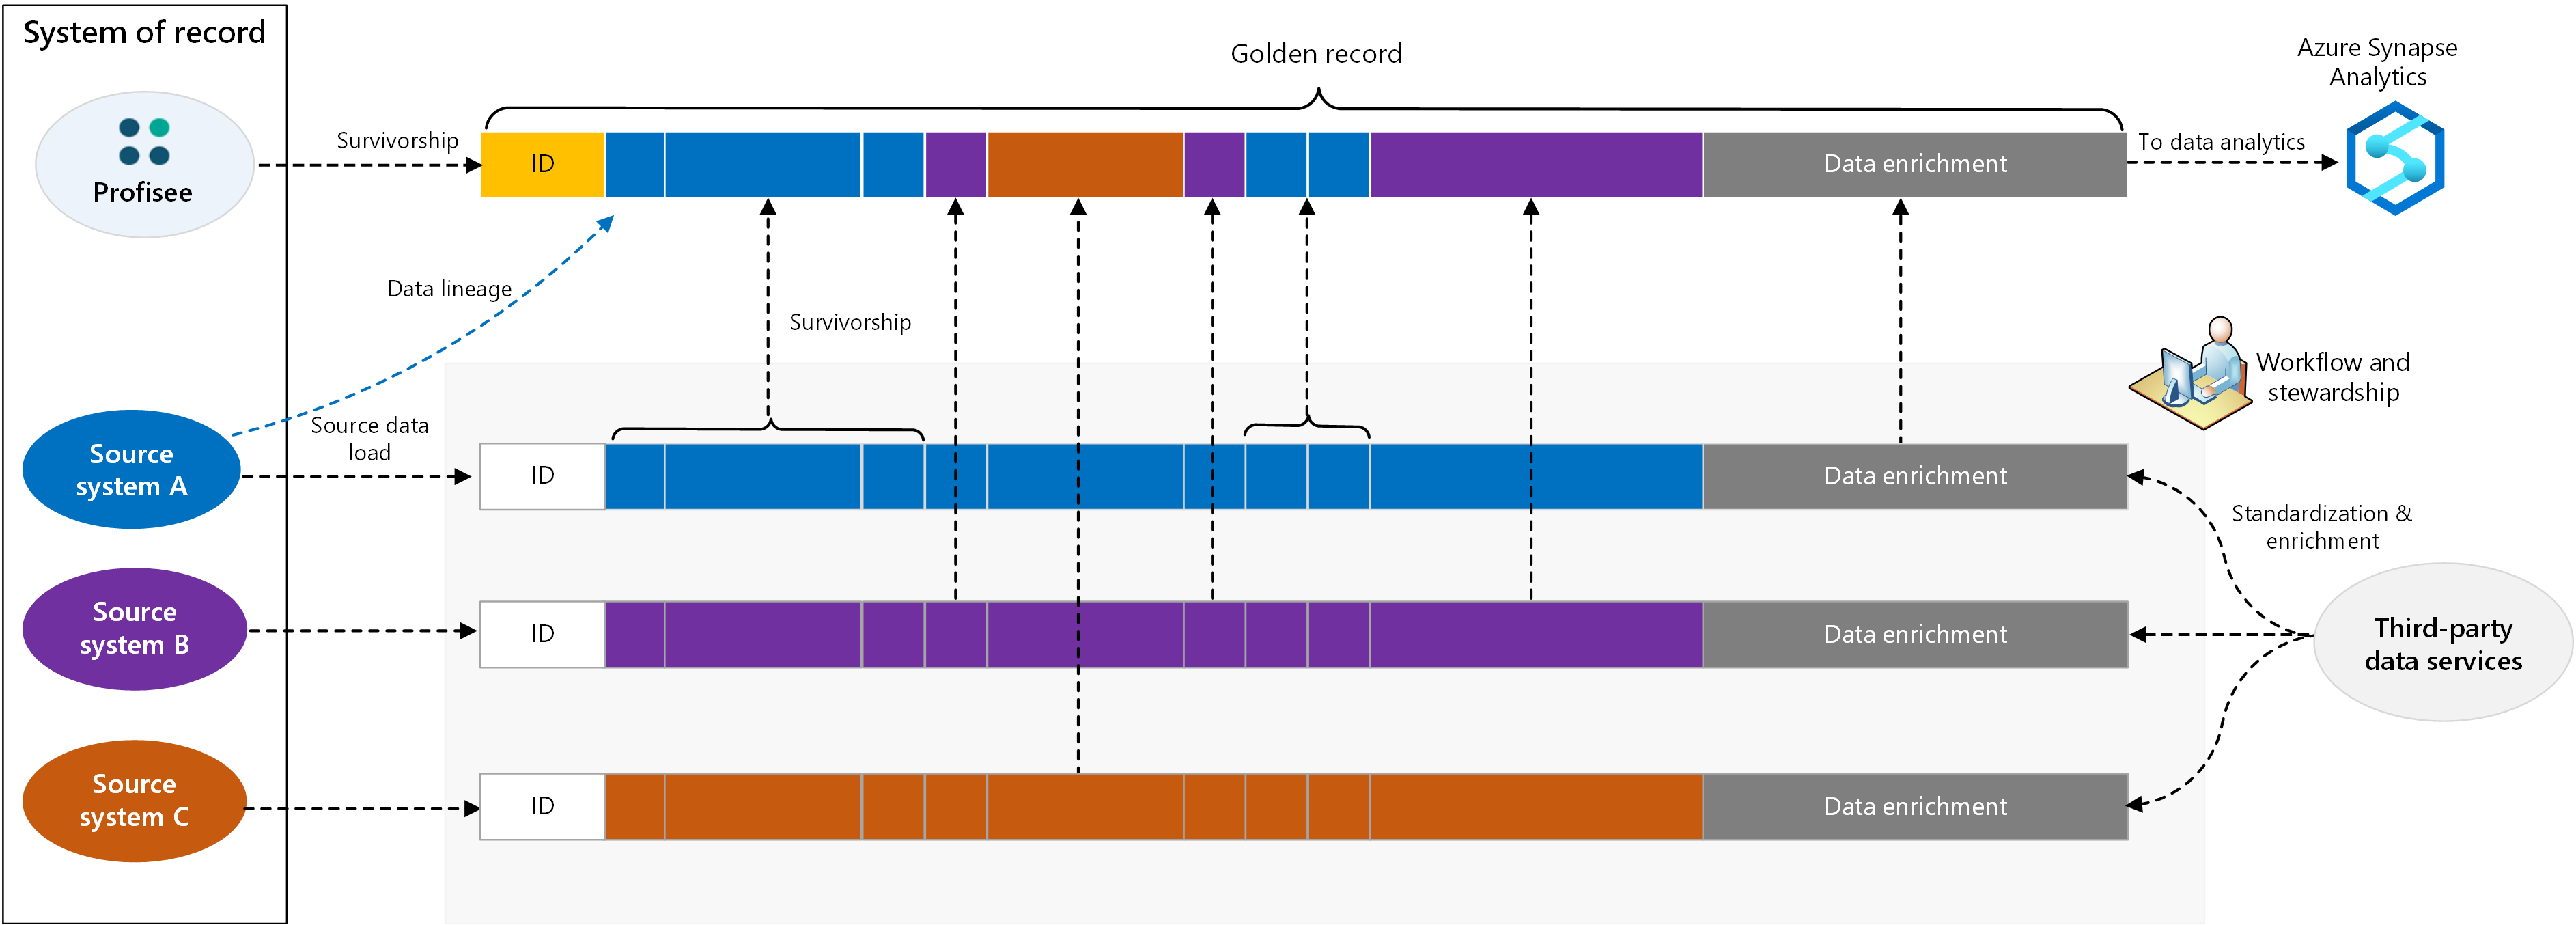 System of record
Profisee
Survivorship
Golden record
ID
Data enrichment
To data analytics
Azure Synapse
Analytics
Data lineage
Survivorship
Workflow and
stewardship
Source
system A
Source data
load
ID
Data enrichment
Standardization &
enrichment
Source
system B
ID
Data enrichment
Third-party
data services
Source
system C
ID
Data enrichment